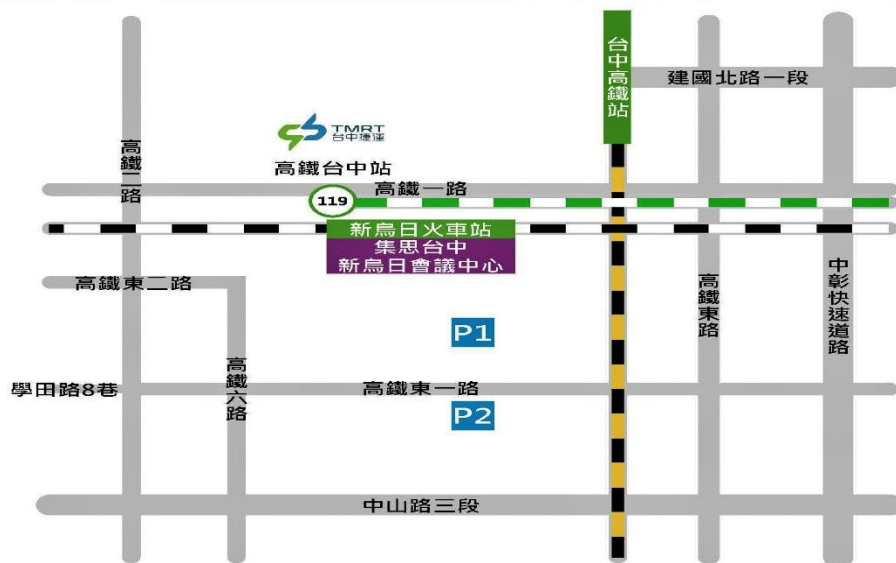 台中高鐵站
建國北路一段
TMRT
台中捷運
高鐵二路
高鐵台中站
高鐵一路
119
新烏日火車站
集思台中
新烏日會議中心
高鐵東二路
高鐵東路
中彰快速道路
P1
高鐵六路
學田路8巷
高鐵東一路
P2
中山路三段